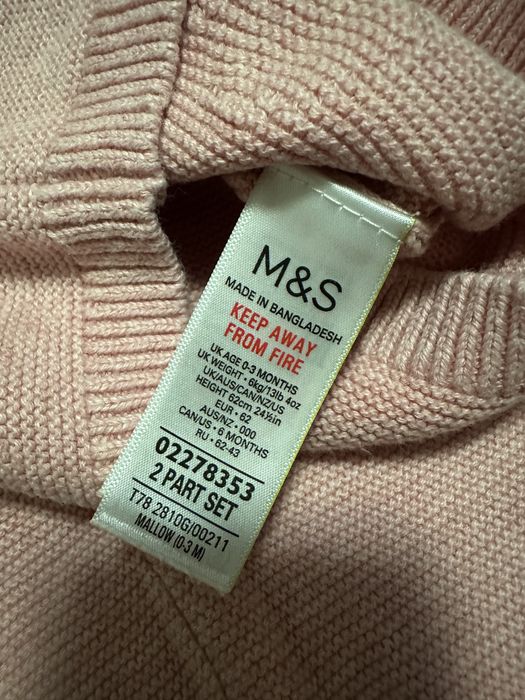 M&S
MADE IN BANGLADESH
KEEP AWAY
FROM FIRE
UK AGE 0-3 MONTHS
UK WEIGHT • 6kg/13lb 4oz
UK/AUS/CAN/NZ/US
HEIGHT 62cm 24½in
EUR • 62
AUS/NZ • 000
CAN/US • 6 MONTHS
RU • 62-43
02278353
2 PART SET
T78 2810G/00211
MALLOW (0-3 M)